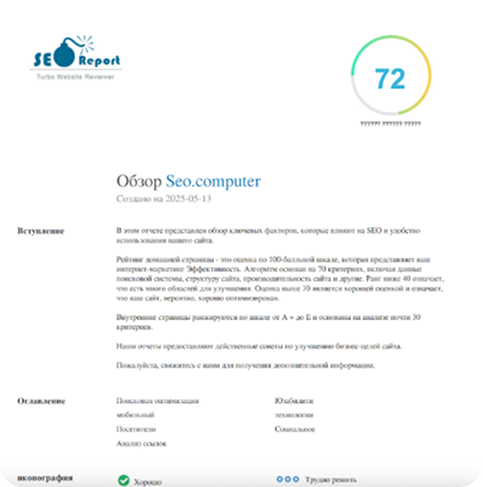 SEO Report
Turbo Website Reviewer
72
?????? ?????? ?????
Обзор Seo.computer
Создано на 2025-05-13
Вступление
В этом отчете представлен обзор ключевых факторов, которые влияют на SEO и удобство
использования вашего сайта.
Рейтинг домашней страницы - это оценка по 100-балльной шкале, которая представляет ваш
интернет-маркетинг Эффективность. Алгоритм основан на 70 критериях, включая данные
поисковой системы, структуру сайта, производительность сайта и другие. Ранг ниже 40 означает,
что есть много областей для улучшения. Оценка выше 70 является хорошей оценкой и означает,
что ваш сайт, вероятно, хорошо оптимизирован.
Внутренние страницы ранжируются по шкале от A + до E и основаны на анализе почти 30
критериев.
Наши отчеты предоставляют действенные советы по улучшению бизнес-целей сайта.
Пожалуйста, свяжитесь с нами для получения дополнительной информации.
Оглавление
Поисковая оптимизация
Юзабилити
мобильный
технологии
Посетители
Социальное
Анализ ссылок
икопография
Хорошо
Трудно решить